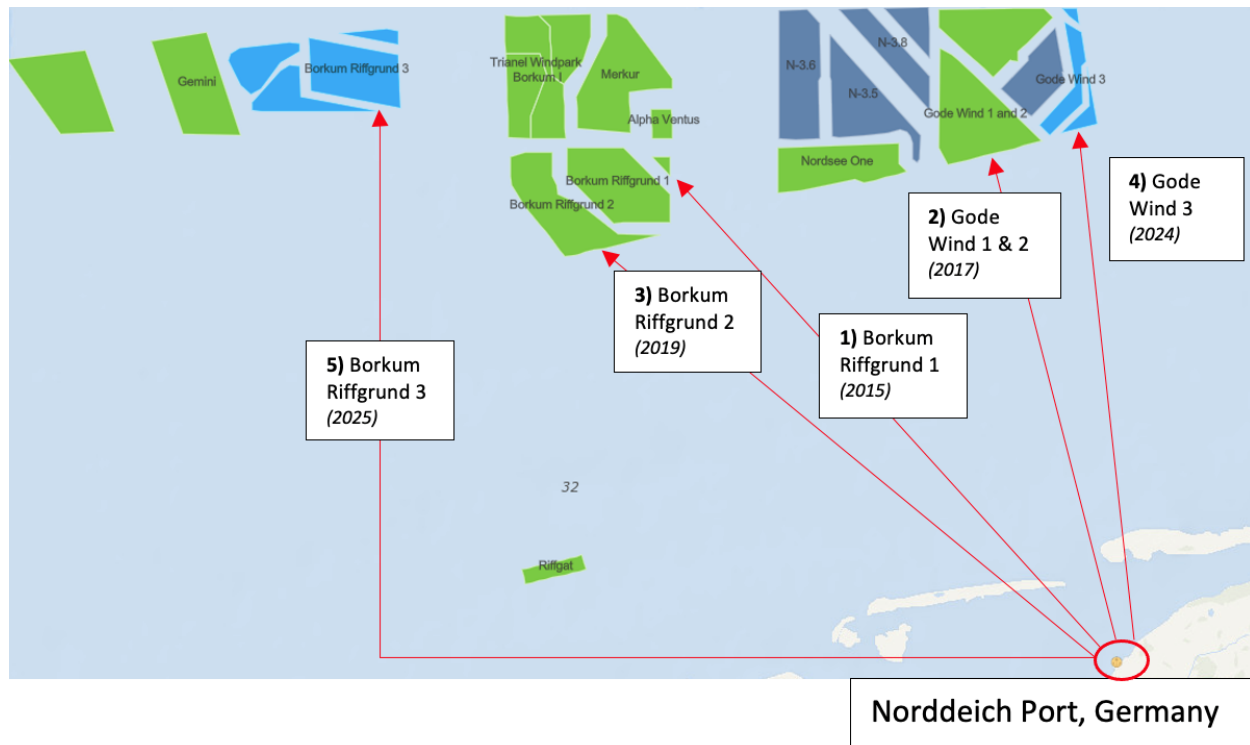 Gemini
Borkum Riffgrund 3
Trianel Windpark
Borkum I
Merkur
Alpha Ventus
Borkum Riffgrund 1
Borkum Riffgrund 2
N-3.6
N-3.8
N-3.5
Nordsee One
Gode Wind 1 and 2
Gode Wind 3
4) Gode
Wind 3
(2024)
2) Gode
Wind 1 & 2
(2017)
3) Borkum
Riffgrund 2
(2019)
1) Borkum
Riffgrund 1
(2015)
5) Borkum
Riffgrund 3
(2025)
32
Riffgat
Norddeich Port, Germany